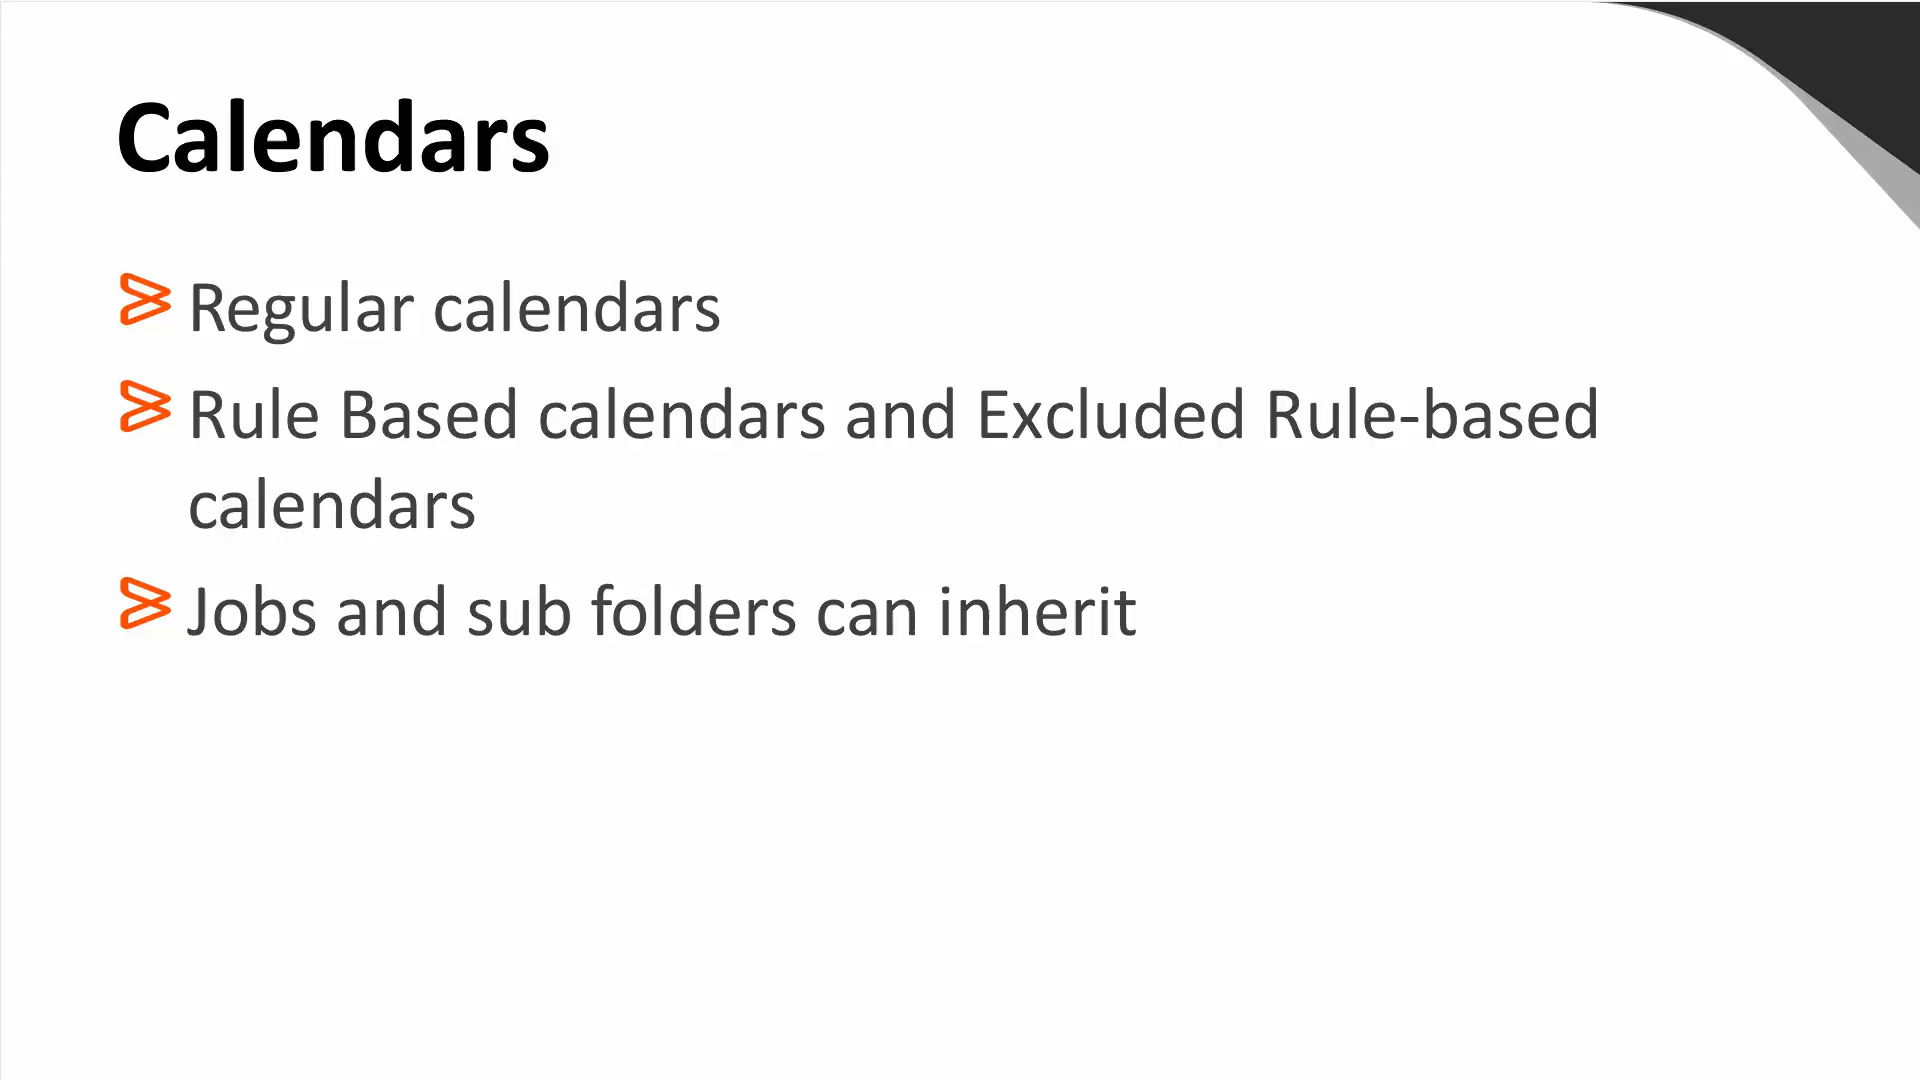 Calendars
Regular calendars
Rule Based calendars and Excluded Rule-based
calendars
Jobs and sub folders can inherit